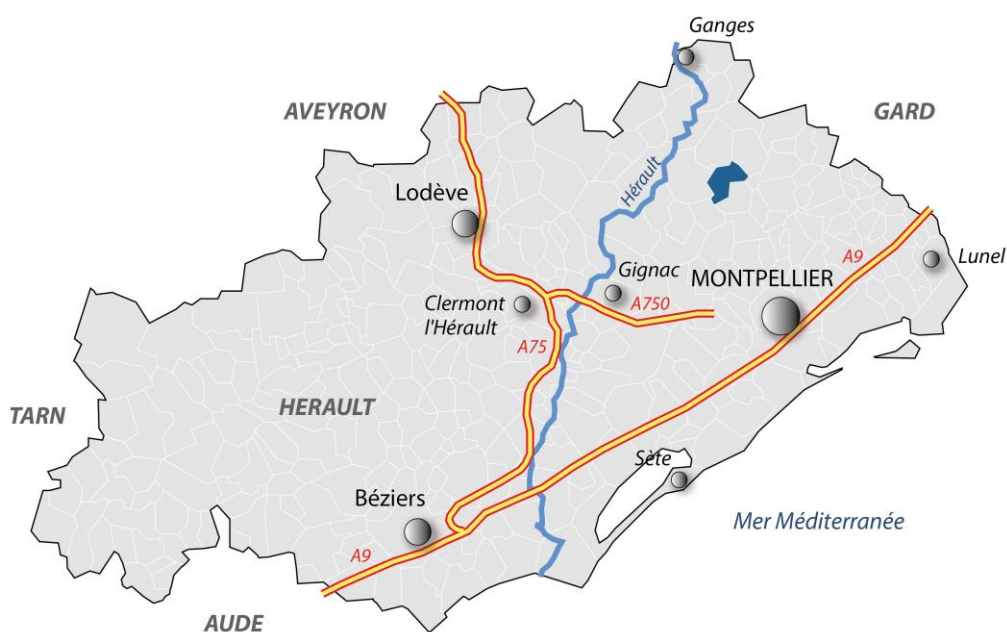 Ganges
AVEYRON
GARD
Hérault
Lodève
A9
Lunel
Gignac
MONTPELLIER
Clermont
l'Hérault
A750
A75
TARN
HERAULT
Sète
Béziers
Mer Méditerranée
A9
AUDE